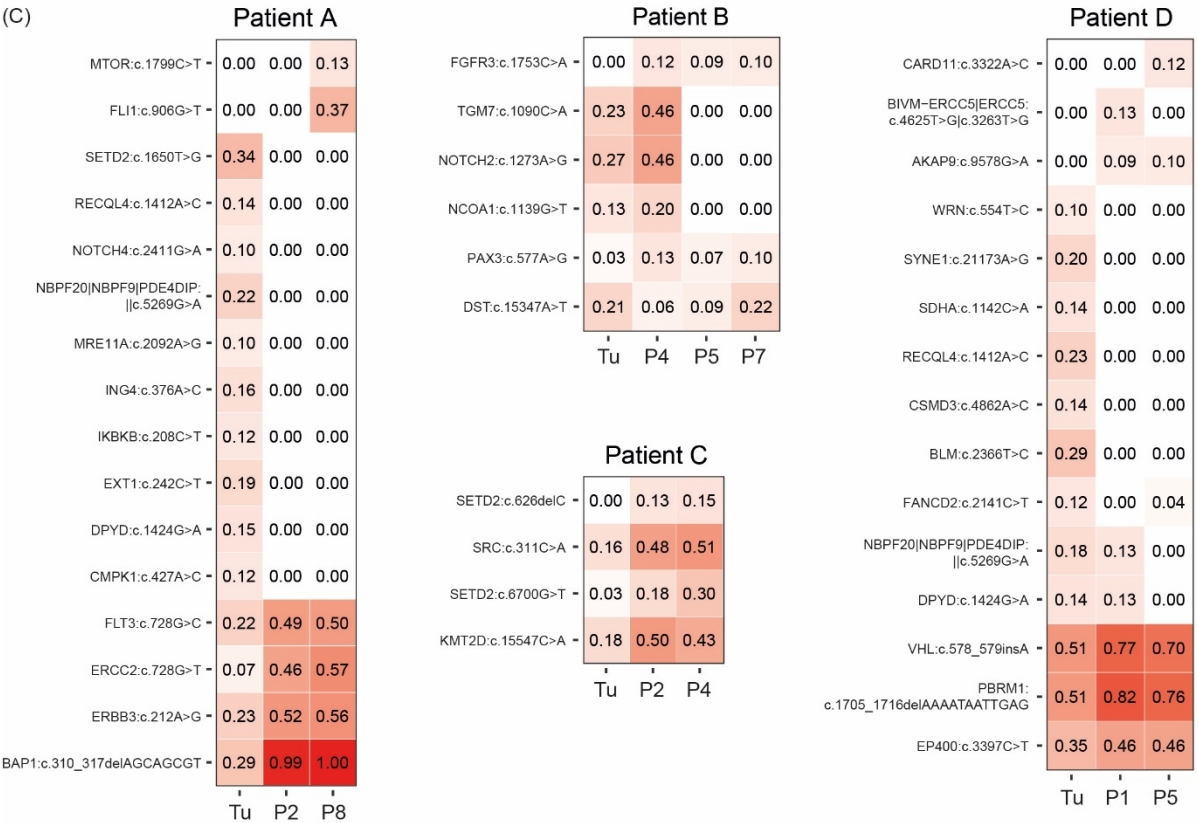 (C)
Patient A
MTOR:c.1799C>T 0.00 0.00 0.13
FLI1:c.906G>T 0.00 0.00 0.37
SETD2:c.1650T>G 0.34 0.00 0.00
RECQL4:c.1412A>C 0.14 0.00 0.00
NOTCH4:c.2411G>A 0.10 0.00 0.00
NBPF20|NBPF9|PDE4DIP:
||c.5269G>A 0.22 0.00 0.00
MRE11A:c.2092A>G 0.10 0.00 0.00
ING4:c.376A>C 0.16 0.00 0.00
IKBKB:c.208C>T 0.12 0.00 0.00
EXT1:c.242C>T 0.19 0.00 0.00
DPYD:c.1424G>A 0.15 0.00 0.00
CMPK1:c.427A>C 0.12 0.00 0.00
FLT3:c.728G>C 0.22 0.49 0.50
ERCC2:c.728G>T 0.07 0.46 0.57
ERBB3:c.212A>G 0.23 0.52 0.56
BAP1:c.310_317delAGCAGCGT 0.29 0.99 1.00
Tu P2 P8
Patient B
FGFR3:c.1753C>A 0.00 0.12 0.09 0.10
TGM7:c.1090C>A 0.23 0.46 0.00 0.00
NOTCH2:c.1273A>G 0.27 0.46 0.00 0.00
NCOA1:c.1139G>T 0.13 0.20 0.00 0.00
PAX3:c.577A>G 0.03 0.13 0.07 0.10
DST:c.15347A>T 0.21 0.06 0.09 0.22
Tu P4 P5 P7
Patient C
SETD2:c.626delC 0.00 0.13 0.15
SRC:c.311C>A 0.16 0.48 0.51
SETD2:c.6700G>T 0.03 0.18 0.30
KMT2D:c.15547C>A 0.18 0.50 0.43
Tu P2 P4
Patient D
CARD11:c.3322A>C 0.00 0.00 0.12
BIVM−ERCC5|ERCC5:
c.4625T>G|c.3263T>G 0.00 0.13 0.00
AKAP9:c.9578G>A 0.00 0.09 0.10
WRN:c.554T>C 0.10 0.00 0.00
SYNE1:c.21173A>G 0.20 0.00 0.00
SDHA:c.1142C>A 0.14 0.00 0.00
RECQL4:c.1412A>C 0.23 0.00 0.00
CSMD3:c.4862A>C 0.14 0.00 0.00
BLM:c.2366T>C 0.29 0.00 0.00
FANCD2:c.2141C>T 0.12 0.00 0.04
NBPF20|NBPF9|PDE4DIP:
||c.5269G>A 0.18 0.13 0.00
DPYD:c.1424G>A 0.14 0.13 0.00
VHL:c.578_579insA 0.51 0.77 0.70
PBRM1:
c.1705_1716delAAAATAATTGAG 0.51 0.82 0.76
EP400:c.3397C>T 0.35 0.46 0.46
Tu P1 P5